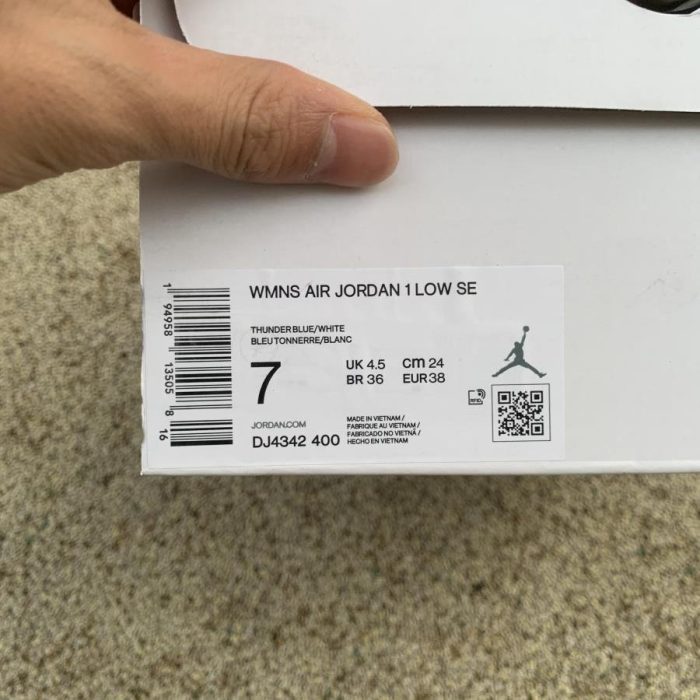 WMNS AIR JORDAN 1 LOW SE
THUNDER BLUE/WHITE
BLEU TONNERRE/BLANC
7
UK 4.5 cm 24
BR 36 EUR 38
JORDAN.COM
DJ4342 400
MADE IN VIETNAM /
FABRIQUE AU VIETNAM /
FABRICADO NO VIETNÃ /
HECHO EN VIETNAM
RFID
1 94958 13505 8
16